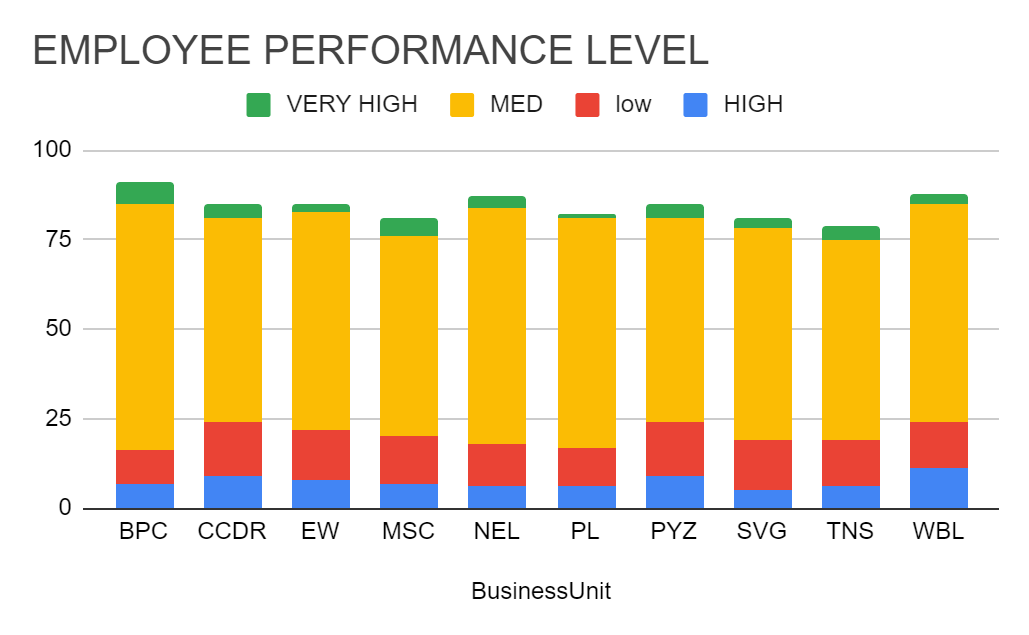 EMPLOYEE PERFORMANCE LEVEL
VERY HIGH MED low HIGH
100
75
50
25
0
BPC CCDR EW MSC NEL PL PYZ SVG TNS WBL
BusinessUnit